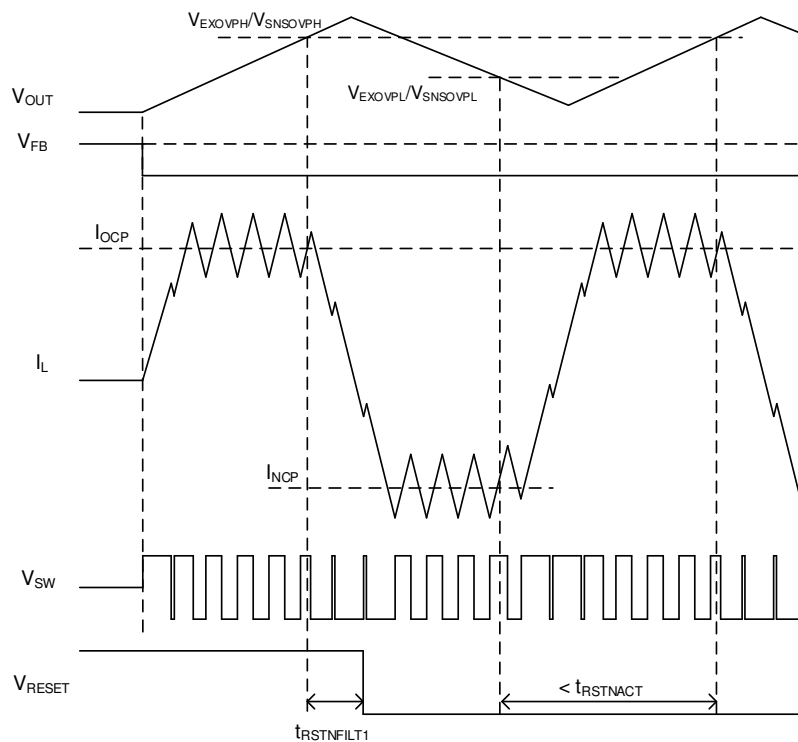 VEXOVPH/VSNSOVPH
VEXOVPL/VSNSOVPL
VOUT
VFB
IOCP
IL
INCP
VSW
VRESET
< tRSTNACT
tRSTNFILT1